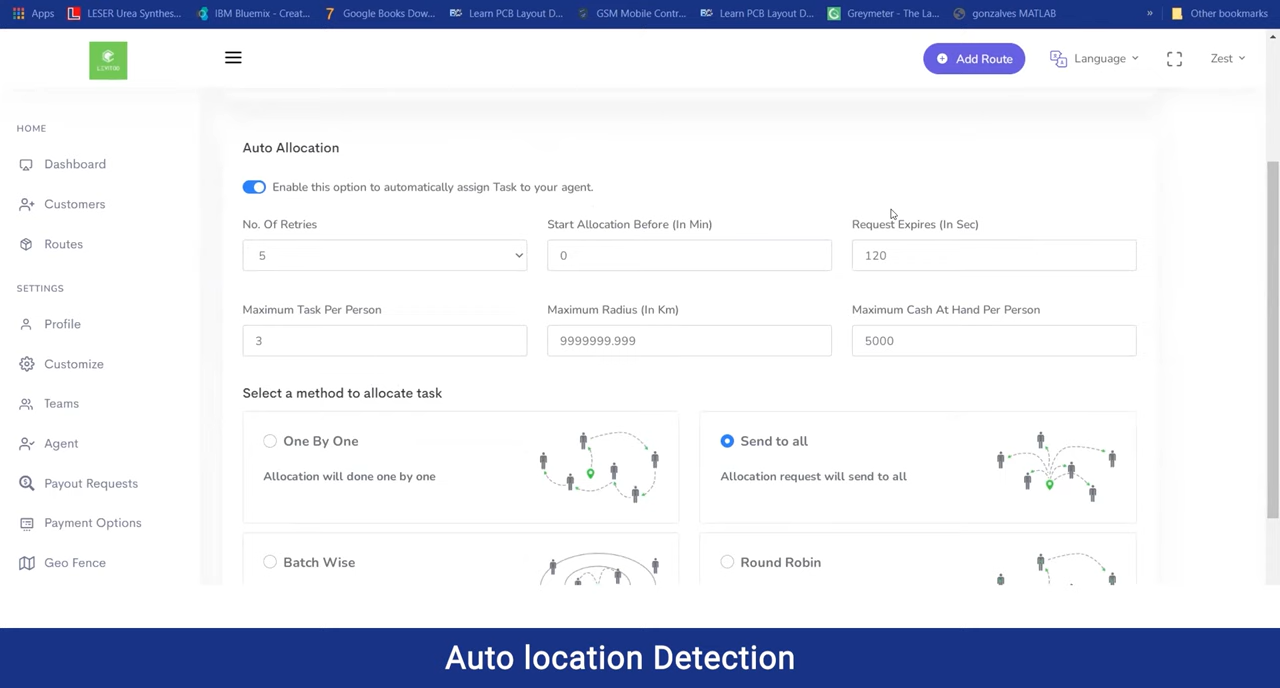 Apps LESER Urea Synthes... IBM Bluemix - Creat... Google Books Dow... Learn PCB Layout D... GSM Mobile Contr... Learn PCB Layout D... Greymeter - The La... gonzalves MATLAB » Other bookmarks
Add Route Language Zest
HOME
Dashboard
Customers
Routes
SETTINGS
Profile
Customize
Teams
Agent
Payout Requests
Payment Options
Geo Fence
Auto Allocation
Enable this option to automatically assign Task to your agent.
No. Of Retries Start Allocation Before (In Min) Request Expires (In Sec)
5 0 120
Maximum Task Per Person Maximum Radius (In Km) Maximum Cash At Hand Per Person
3 9999999.999 5000
Select a method to allocate task
One By One
Allocation will done one by one
Send to all
Allocation request will send to all
Batch Wise
Round Robin
Auto location Detection